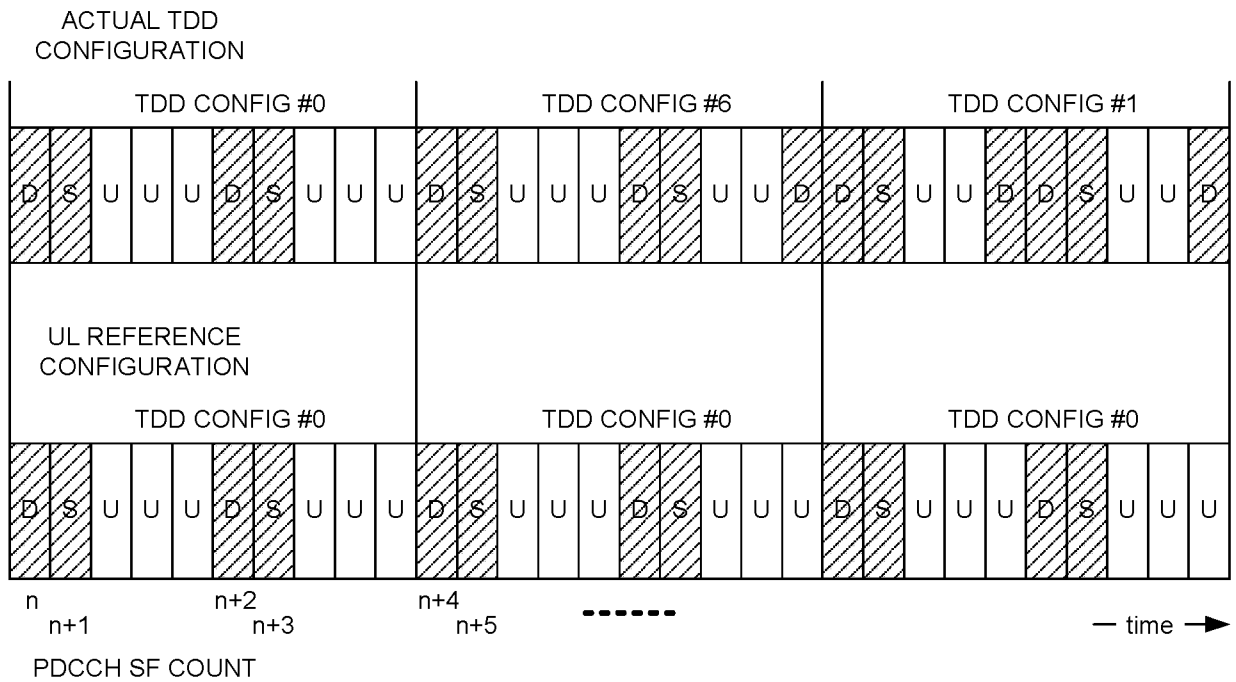 ACTUAL TDD
CONFIGURATION
TDD CONFIG #0 TDD CONFIG #6 TDD CONFIG #1
D S U U U D S U U U D S U U U D S U U D D S U U D D S U U D
UL REFERENCE
CONFIGURATION
TDD CONFIG #0 TDD CONFIG #0 TDD CONFIG #0
D S U U U D S U U U D S U U U D S U U U D S U U U D S U U U
n n+2 n+4
n+1 n+3 n+5 time
PDCCH SF COUNT